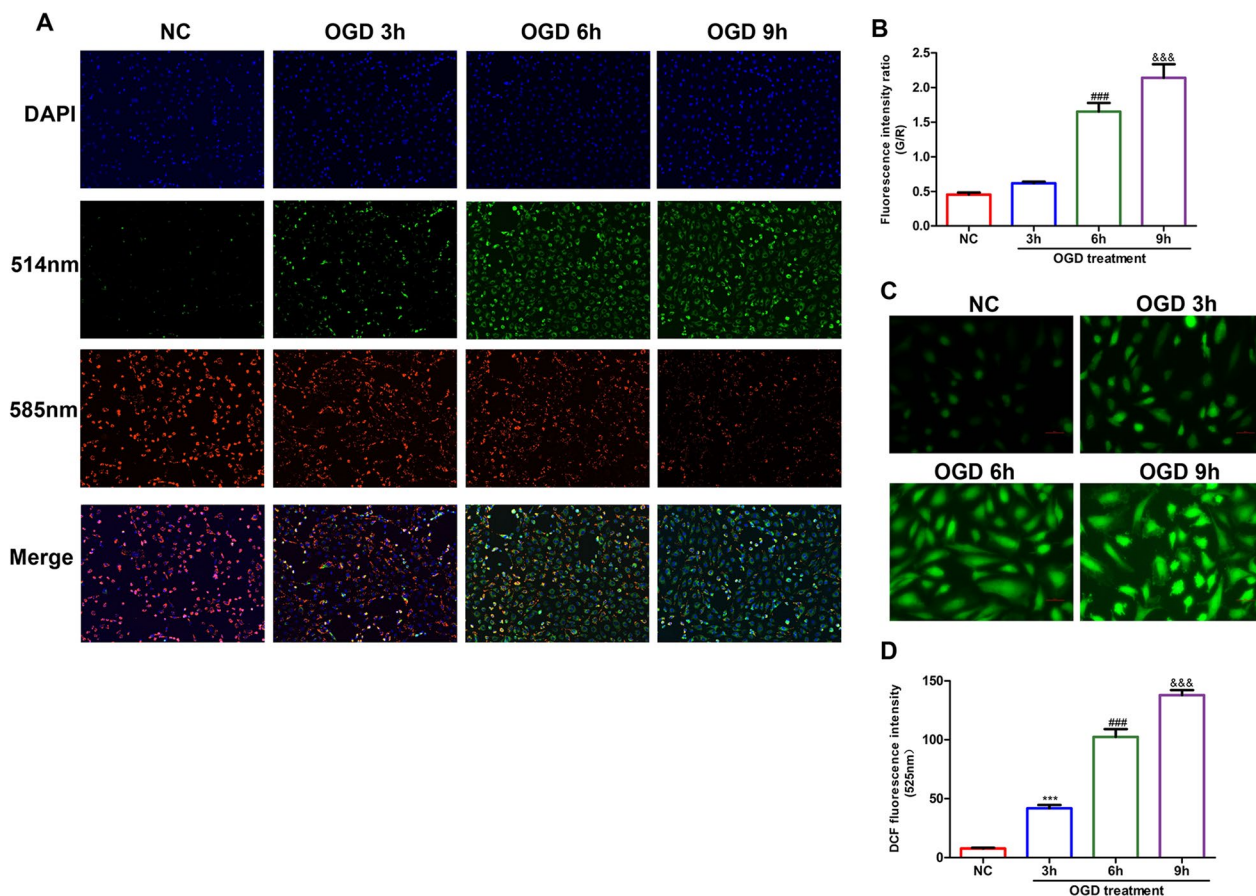 A
NC
OGD 3h
OGD 6h
OGD 9h
DAPI
514nm
585nm
Merge
B
Fluorescence intensity ratio
(G/R)
2.5
2.0
1.5
1.0
0.5
0.0
###
&&&
NC
3h
6h
9h
OGD treatment
C
NC
OGD 3h
OGD 6h
OGD 9h
D
DCF fluorescence intensity
(525nm)
150
100
50
0
***
###
&&&
NC
3h
6h
9h
OGD treatment